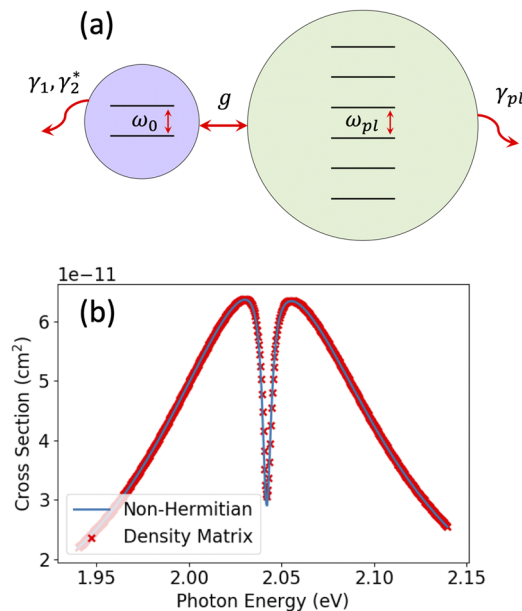 (a)
γ₁, γ₂*
g
γₚₗ
ω₀
ωₚₗ
1e−11
(b)
Cross Section (cm²)
6
5
4
3
2
Non-Hermitian
Density Matrix
1.95 2.00 2.05 2.10 2.15
Photon Energy (eV)